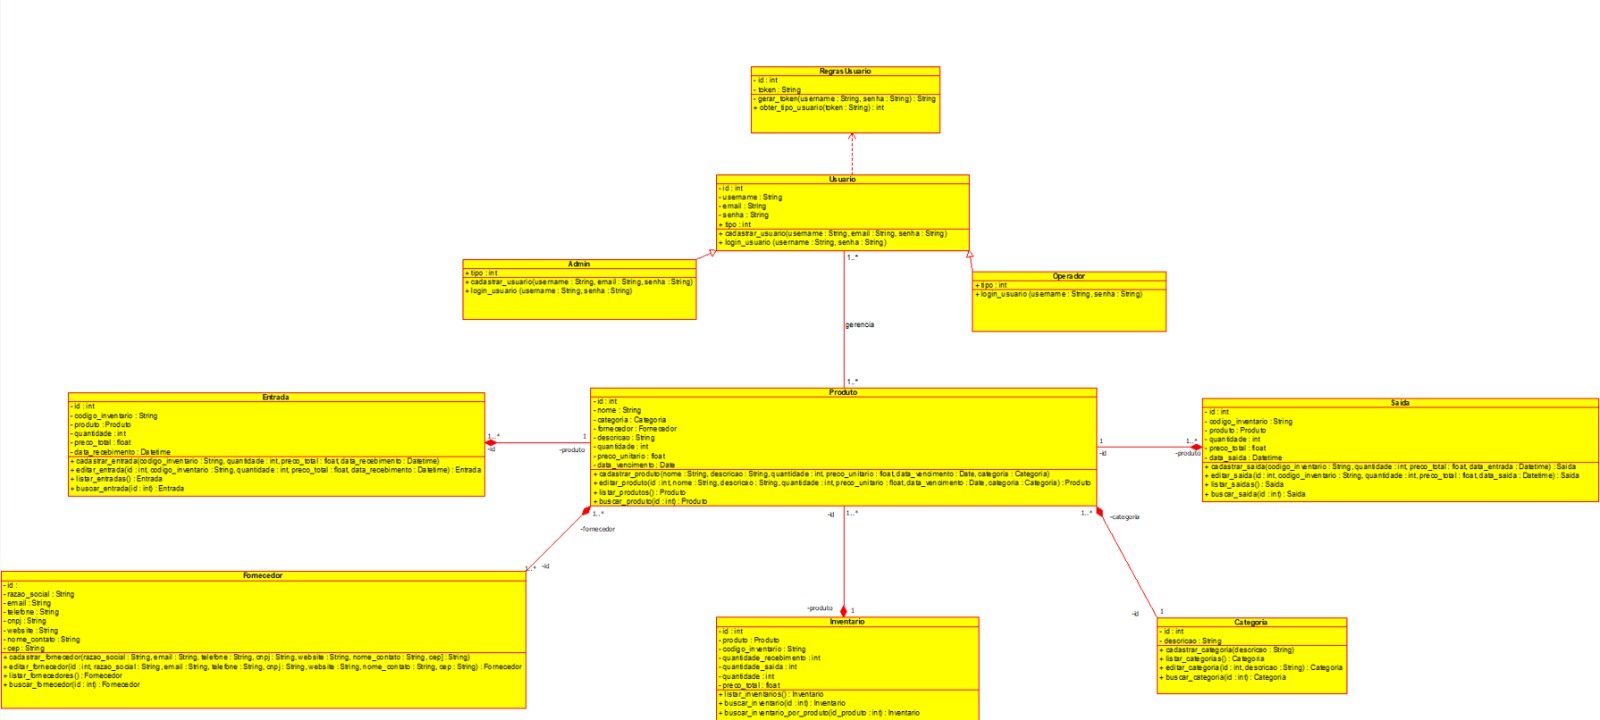 RegrasUsuario
- id : int
- token : String
- gerar_token(username : String, senha : String) : String
+ obter_tipo_usuario(token : String) : int
Usuario
- id : int
- username : String
- email : String
- senha : String
+ tipo : int
+ cadastrar_usuario(username : String, email : String, senha : String)
+ login_usuario (username : String, senha : String)
Admin
+ tipo : int
+ cadastrar_usuario(username : String, email : String, senha : String)
+ login_usuario (username : String, senha : String)
1..*
Operador
+ tipo : int
+ login_usuario (username : String, senha : String)
gerencia
1..*
Entrada
- id : int
- codigo_inventario : String
- produto : Produto
- quantidade : int
- preco_total : float
- data_recebimento : Datetime
+ cadastrar_entrada(codigo_inventario : String, quantidade : int, preco_total : float, data_recebimento : Datetime)
+ editar_entrada(id : int, codigo_inventario : String, quantidade : int, preco_total : float, data_recebimento : Datetime) : Entrada
+ listar_entradas() : Entrada
+ buscar_entrada(id : int) : Entrada
1..*
-id
1
-produto
Produto
- id : int
- nome : String
- categoria : Categoria
- fornecedor : Fornecedor
- descricao : String
- quantidade : int
- preco_unitario : float
- data_vencimento : Date
+ cadastrar_produto(nome : String, descricao : String, quantidade : int, preco_unitario : float, data_vencimento : Date, categoria : Categoria)
+ editar_produto(id : int, nome : String, descricao : String, quantidade : int, preco_unitario : float, data_vencimento : Date, categoria : Categoria) : Produto
+ listar_produtos() : Produto
+ buscar_produto(id : int) : Produto
1
-id
1..*
-produto
Saida
- id : int
- codigo_inventario : String
- produto : Produto
- quantidade : int
- preco_total : float
- data_saida : Datetime
+ cadastrar_saida(codigo_inventario : String, quantidade : int, preco_total : float, data_entrada : Datetime) : Saida
+ editar_saida(id : int, codigo_inventario : String, quantidade : int, preco_total : float, data_saida : Datetime) : Saida
+ listar_saidas() : Saida
+ buscar_saida(id : int) : Saida
1..*
-fornecedor
-id
1..*
1..*
-categoria
1..*
-id
Fornecedor
- id :
- razao_social : String
- email : String
- telefone : String
- cnpj : String
- website : String
- nome_contato : String
- cep : String
+ cadastrar_fornecedor(razao_social : String, email : String, telefone : String, cnpj : String, website : String, nome_contato : String, cep] : String)
+ editar_fornecedor(id : int, razao_social : String, email : String, telefone : String, cnpj : String, website : String, nome_contato : String, cep : String) : Fornecedor
+ listar_fornecedores() : Fornecedor
+ buscar_fornecedor(id : int) : Fornecedor
-produto
1
Inventario
- id : int
- produto : Produto
- codigo_inventario : String
- quantidade_recebimento : int
- quantidade_saida : int
- quantidade : int
- preco_total : float
+ listar_inventarios() : Inventario
+ buscar_inventario(id : int) : Inventario
+ buscar_inventario_por_produto(id_produto : int) : Inventario
-id
1
Categoria
- id : int
- descricao : String
+ cadastrar_categoria(descricao : String)
+ listar_categorias() : Categoria
+ editar_categoria(id : int, descricao : String) : Categoria
+ buscar_categoria(id : int) : Categoria